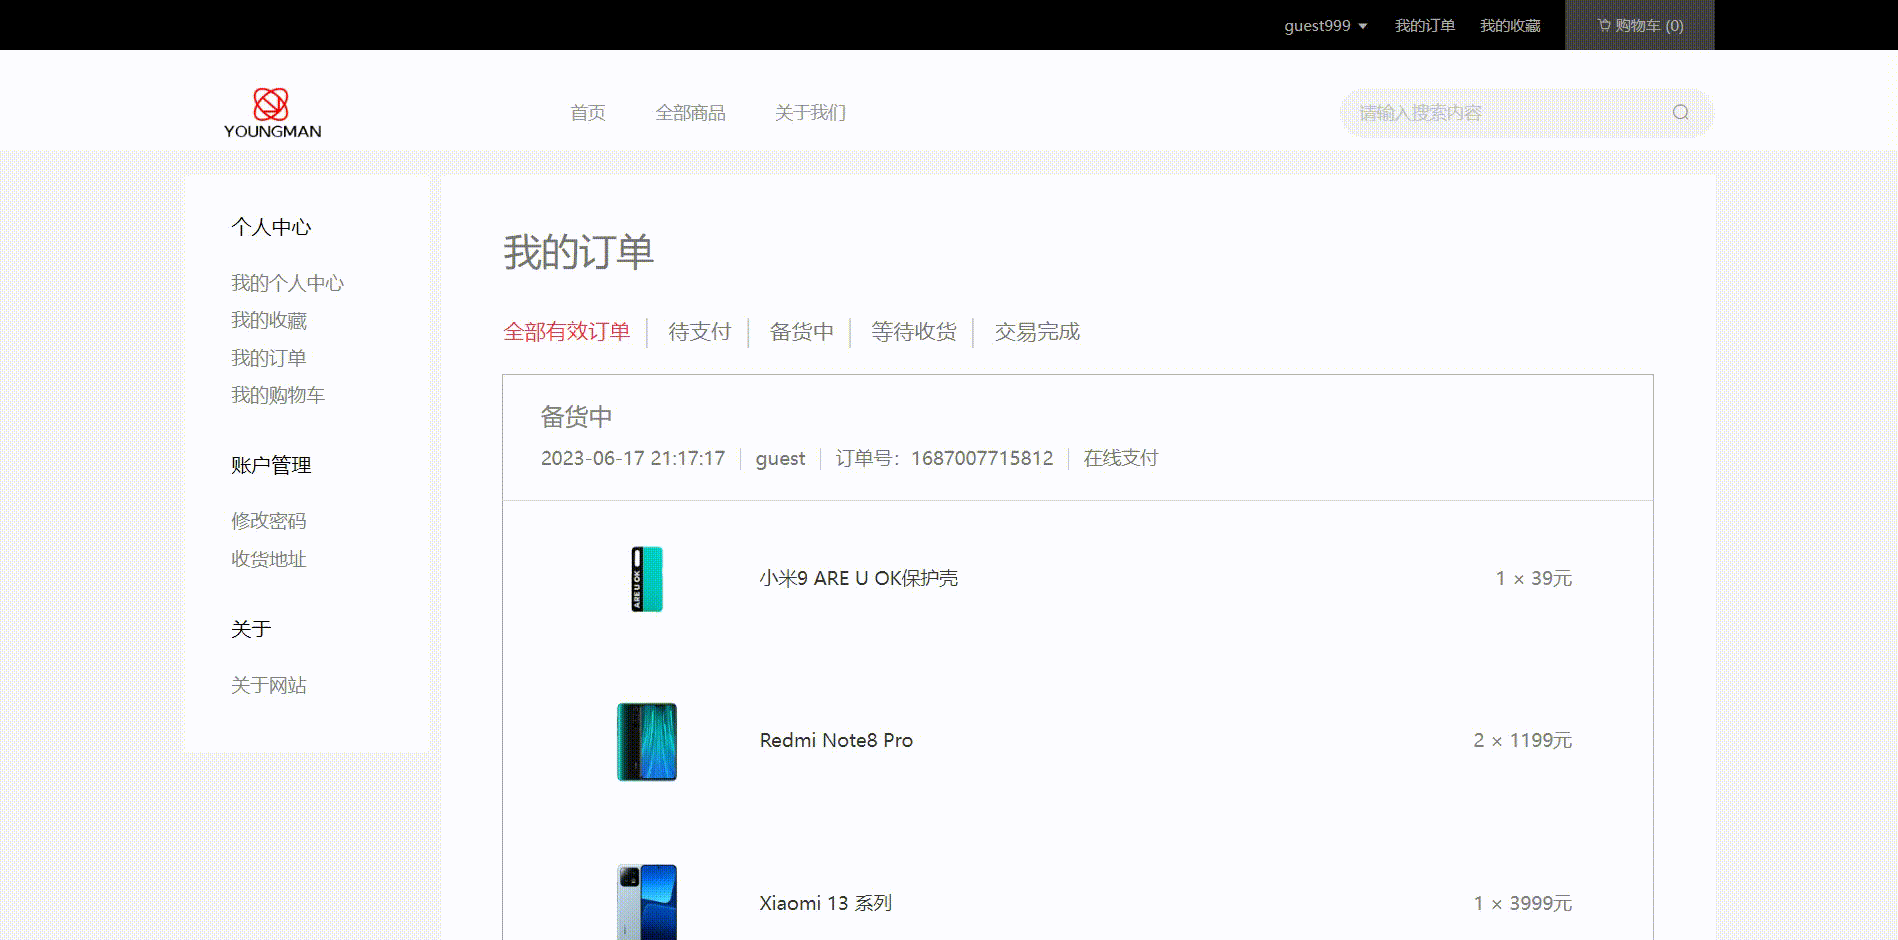 guest999 我的订单 我的收藏 购物车 (0)
YOUNGMAN 首页 全部商品 关于我们 请输入搜索内容
个人中心
我的个人中心
我的收藏
我的订单
我的购物车
账户管理
修改密码
收货地址
关于
关于网站
我的订单
全部有效订单 待支付 备货中 等待收货 交易完成
备货中
2023-06-17 21:17:17 guest 订单号：1687007715812 在线支付
ARE U OK
小米9 ARE U OK保护壳 1 × 39元
Redmi Note8 Pro 2 × 1199元
Xiaomi 13 系列 1 × 3999元